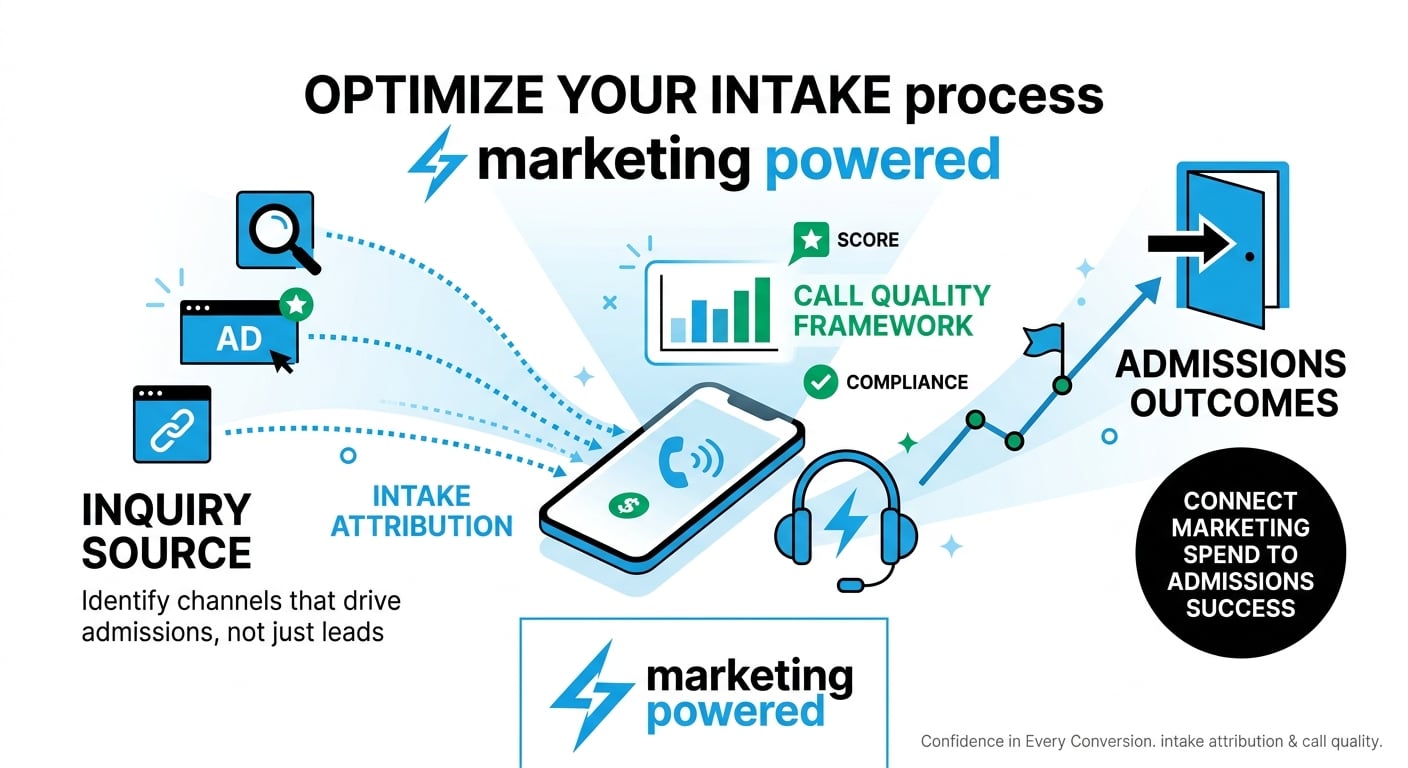 OPTIMIZE YOUR INTAKE process
marketing powered
AD
INQUIRY
SOURCE
Identify channels that drive
admissions, not just leads
INTAKE
ATTRIBUTION
SCORE
CALL QUALITY
FRAMEWORK
COMPLIANCE
$
ADMISSIONS
OUTCOMES
CONNECT
MARKETING
SPEND TO
ADMISSIONS
SUCCESS
marketing
powered
Confidence in Every Conversion. intake attribution & call quality.